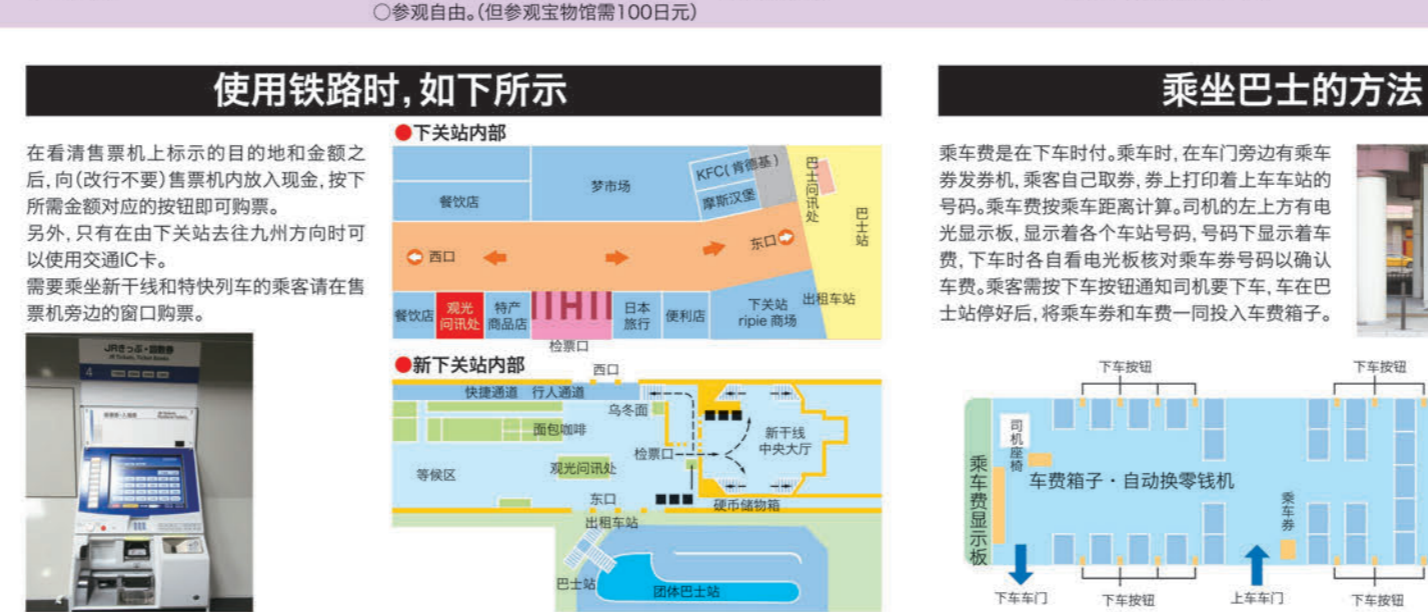 ○参观自由。(但参观宝物馆需100日元)
使用铁路时,如下所示
在看清售票机上标示的目的地和金额之
后,向(改行不要)售票机内放入现金,按下
所需金额对应的按钮即可购票。
另外,只有在由下关站去往九州方向时可
以使用交通IC卡。
需要乘坐新干线和特快列车的乘客请在售
票机旁边的窗口购票。
JRきっぷ・回数券
4
●下关站内部
餐饮店
梦市场
KFC(肯德基)
摩斯汉堡
巴士问讯处
巴士站
西口
东口
餐饮店
观光
问讯处
特产
商品店
日本
旅行
便利店
下关站
ripie 商场
出租车站
检票口
●新下关站内部
西口
快捷通道 行人通道
乌冬面
面包咖啡
检票口
新干线
中央大厅
等候区
观光问讯处
东口
硬币储物箱
出租车站
巴士站
团体巴士站
乘坐巴士的方法
乘车费是在下车时付。乘车时,在车门旁边有乘车
券发券机,乘客自己取券,券上打印着上车车站的
号码。乘车费按乘车距离计算。司机的左上方有电
光显示板,显示着各个车站号码,号码下显示着车
费,下车时各自看电光板核对乘车券号码以确认
车费。乘客需按下车按钮通知司机要下车,车在巴
士站停好后,将乘车券和车费一同投入车费箱子。
下车按钮
下车按钮
司机座椅
乘车费显示板
车费箱子・自动换零钱机
乘车券
下车车门
下车按钮
上车车门
下车按钮